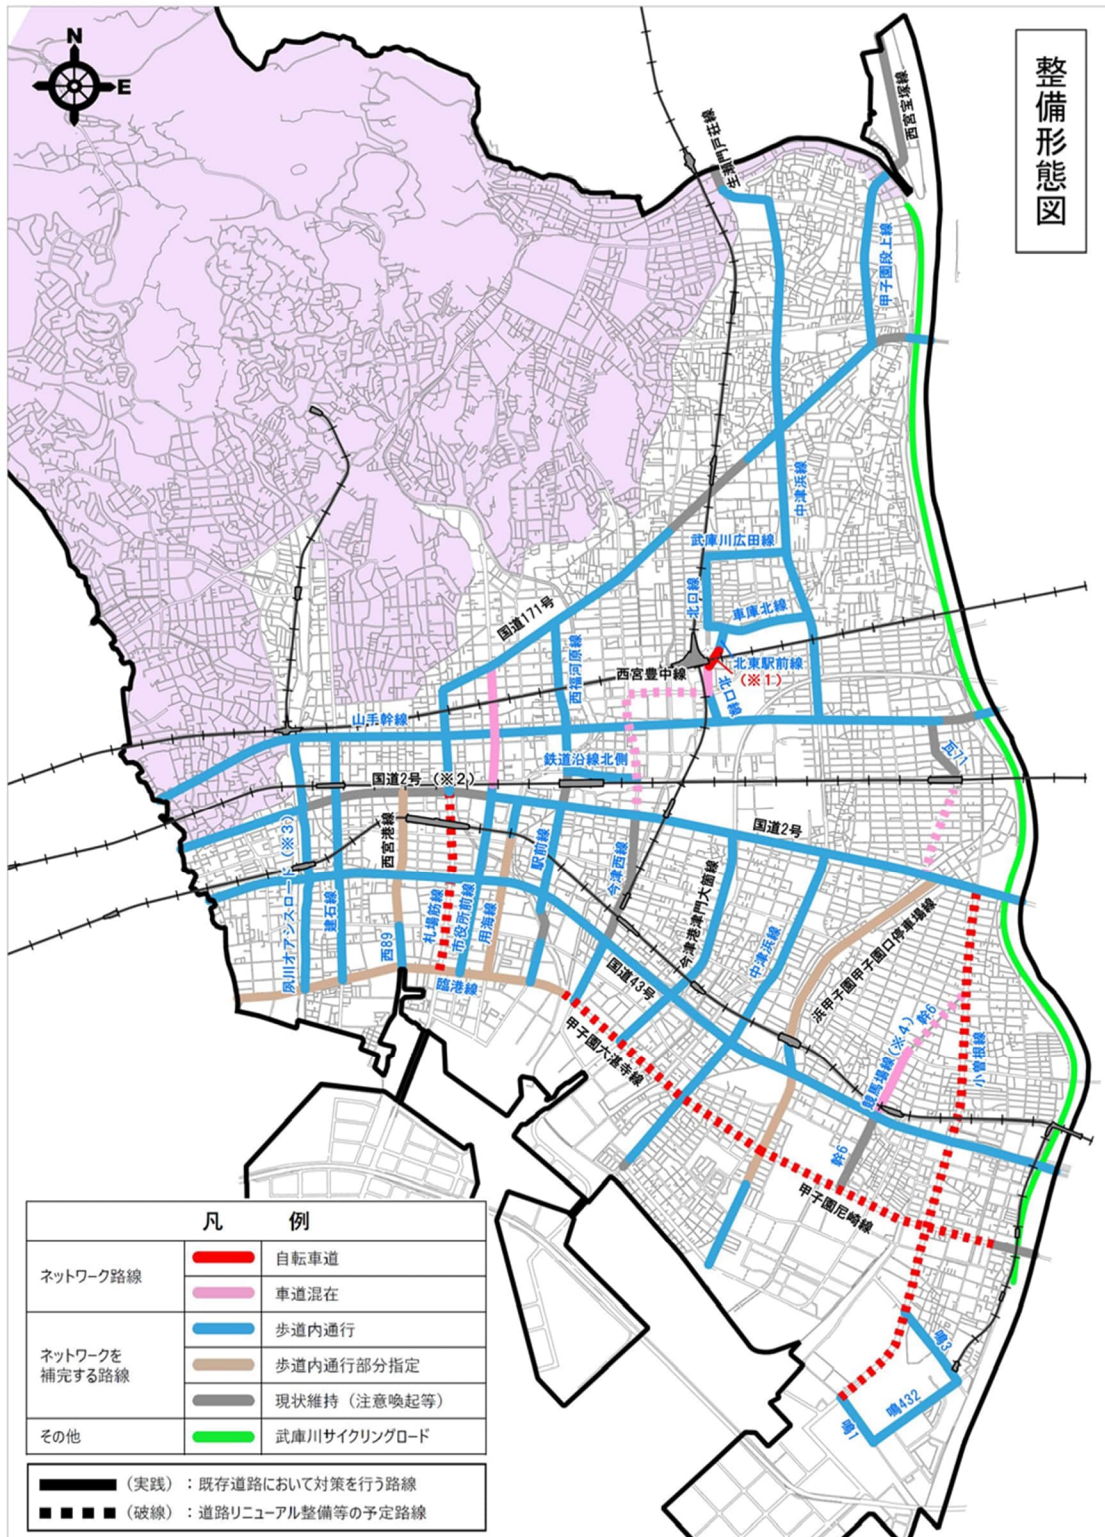 整備形態図
N
E
西宮宝塚線
生瀬門戸荘線
甲子園段上線
中津浜線
武庫川広田線
北口線
車庫北線
国道171号
西福河原線
北東駅前線
(※1)
西宮豊中線
北口線
山手幹線
鉄道沿線北側
瓦71
国道2号 (※2)
国道2号
夙川オアシスロード(※3)
建石線
西宮港線
西89
札場筋線
市役所前線
用海線
駅前線
今津西線
今津港津門大箇線
中津浜線
浜甲子園甲子園口停車場線
臨港線
国道43号
甲子園六湛寺線
競馬場線(※4)
幹6
小曽根線
幹6
甲子園尼崎線
鳴3
鳴432
鳴1
凡 例
ネットワーク路線
自転車道
車道混在
ネットワークを
補完する路線
歩道内通行
歩道内通行部分指定
現状維持（注意喚起等）
その他
武庫川サイクリングロード
（実践）：既存道路において対策を行う路線
（破線）：道路リニューアル整備等の予定路線